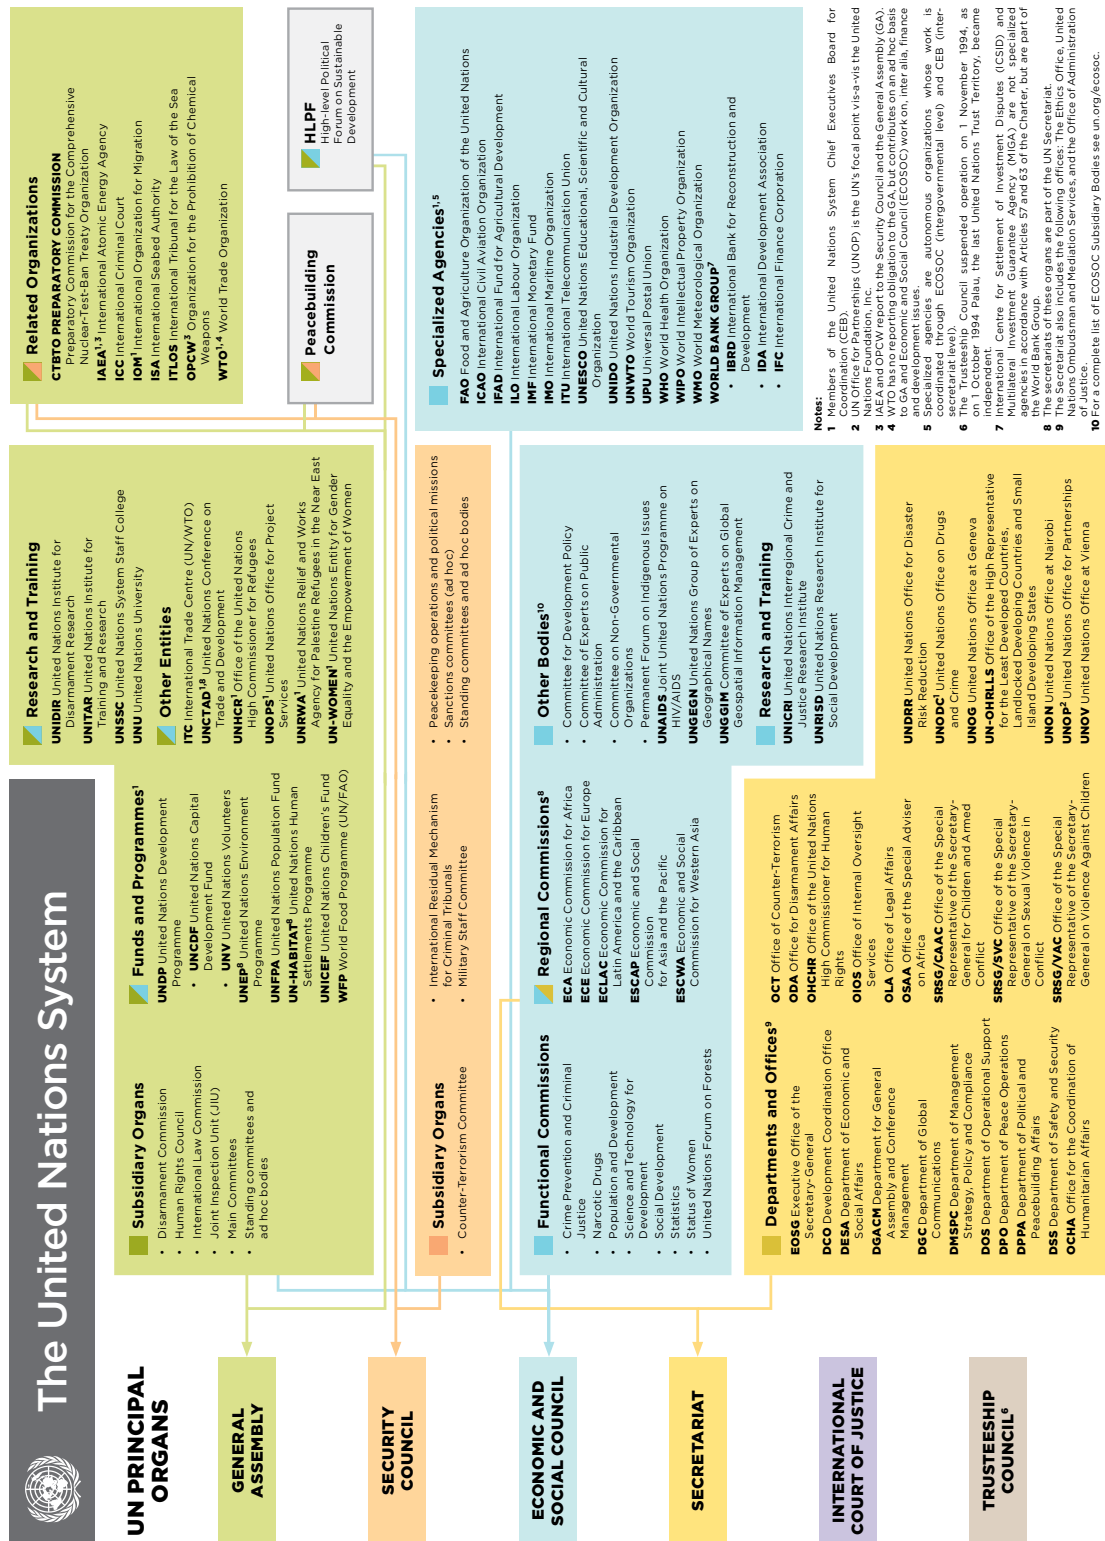 The United Nations System
UN PRINCIPAL
ORGANS
GENERAL
ASSEMBLY
SECURITY
COUNCIL
ECONOMIC AND
SOCIAL COUNCIL
SECRETARIAT
INTERNATIONAL
COURT OF JUSTICE
TRUSTEESHIP
COUNCIL⁶
Subsidiary Organs
• Disarmament Commission
• Human Rights Council
• International Law Commission
• Joint Inspection Unit (JIU)
• Main Committees
• Standing committees and
ad hoc bodies
Funds and Programmes¹
UNDP United Nations Development
Programme
• UNCDF United Nations Capital
Development Fund
• UNV United Nations Volunteers
UNEP⁸ United Nations Environment
Programme
UNFPA United Nations Population Fund
UN-HABITAT⁸ United Nations Human
Settlements Programme
UNICEF United Nations Children's Fund
WFP World Food Programme (UN/FAO)
Research and Training
UNIDIR United Nations Institute for
Disarmament Research
UNITAR United Nations Institute for
Training and Research
UNSSC United Nations System Staff College
UNU United Nations University
Other Entities
ITC International Trade Centre (UN/WTO)
UNCTAD¹,⁸ United Nations Conference on
Trade and Development
UNHCR¹ Office of the United Nations
High Commissioner for Refugees
UNOPS¹ United Nations Office for Project
Services
UNRWA¹ United Nations Relief and Works
Agency for Palestine Refugees in the Near East
UN-WOMEN¹ United Nations Entity for Gender
Equality and the Empowerment of Women
Related Organizations
CTBTO PREPARATORY COMMISSION
Preparatory Commission for the Comprehensive
Nuclear-Test-Ban Treaty Organization
IAEA¹,³ International Atomic Energy Agency
ICC International Criminal Court
IOM¹ International Organization for Migration
ISA International Seabed Authority
ITLOS International Tribunal for the Law of the Sea
OPCW³ Organization for the Prohibition of Chemical
Weapons
WTO¹,⁴ World Trade Organization
Peacebuilding
Commission
HLPF
High-level Political
Forum on Sustainable
Development
Subsidiary Organs
• Counter-Terrorism Committee
• International Residual Mechanism
for Criminal Tribunals
• Military Staff Committee
• Peacekeeping operations and political missions
• Sanctions committees (ad hoc)
• Standing committees and ad hoc bodies
Functional Commissions
• Crime Prevention and Criminal
Justice
• Narcotic Drugs
• Population and Development
• Science and Technology for
Development
• Social Development
• Statistics
• Status of Women
• United Nations Forum on Forests
Regional Commissions⁸
ECA Economic Commission for Africa
ECE Economic Commission for Europe
ECLAC Economic Commission for
Latin America and the Caribbean
ESCAP Economic and Social
Commission
for Asia and the Pacific
ESCWA Economic and Social
Commission for Western Asia
Other Bodies¹⁰
• Committee for Development Policy
• Committee of Experts on Public
Administration
• Committee on Non-Governmental
Organizations
• Permanent Forum on Indigenous Issues
UNAIDS Joint United Nations Programme on
HIV/AIDS
UNGEGN United Nations Group of Experts on
Geographical Names
UNGGIM Committee of Experts on Global
Geospatial Information Management
Research and Training
UNICRI United Nations Interregional Crime and
Justice Research Institute
UNRISD United Nations Research Institute for
Social Development
Specialized Agencies¹,⁵
FAO Food and Agriculture Organization of the United Nations
ICAO International Civil Aviation Organization
IFAD International Fund for Agricultural Development
ILO International Labour Organization
IMF International Monetary Fund
IMO International Maritime Organization
ITU International Telecommunication Union
UNESCO United Nations Educational, Scientific and Cultural
Organization
UNIDO United Nations Industrial Development Organization
UNWTO World Tourism Organization
UPU Universal Postal Union
WHO World Health Organization
WIPO World Intellectual Property Organization
WMO World Meteorological Organization
WORLD BANK GROUP⁷
• IBRD International Bank for Reconstruction and
Development
• IDA International Development Association
• IFC International Finance Corporation
Departments and Offices⁹
EOSG Executive Office of the
Secretary-General
DCO Development Coordination Office
DESA Department of Economic and
Social Affairs
DGACM Department for General
Assembly and Conference
Management
DGC Department of Global
Communications
DMSPC Department of Management
Strategy, Policy and Compliance
DOS Department of Operational Support
DPO Department of Peace Operations
DPPA Department of Political and
Peacebuilding Affairs
DSS Department of Safety and Security
OCHA Office for the Coordination of
Humanitarian Affairs
OCT Office of Counter-Terrorism
ODA Office for Disarmament Affairs
OHCHR Office of the United Nations
High Commissioner for Human
Rights
OIOS Office of Internal Oversight
Services
OLA Office of Legal Affairs
OSAA Office of the Special Adviser
on Africa
SRSG/CAAC Office of the Special
Representative of the Secretary-
General for Children and Armed
Conflict
SRSG/SVC Office of the Special
Representative of the Secretary-
General on Sexual Violence in
Conflict
SRSG/VAC Office of the Special
Representative of the Secretary-
General on Violence Against Children
UNDRR United Nations Office for Disaster
Risk Reduction
UNODC¹ United Nations Office on Drugs
and Crime
UNOG United Nations Office at Geneva
UN-OHRLLS Office of the High Representative
for the Least Developed Countries,
Landlocked Developing Countries and Small
Island Developing States
UNON United Nations Office at Nairobi
UNOP² United Nations Office for Partnerships
UNOV United Nations Office at Vienna
Notes:
1 Members of the United Nations System Chief Executives Board for
Coordination (CEB).
2 UN Office for Partnerships (UNOP) is the UN's focal point vis-a-vis the United
Nations Foundation, Inc.
3 IAEA and OPCW report to the Security Council and the General Assembly (GA).
4 WTO has no reporting obligation to the GA, but contributes on an ad hoc basis
to GA and Economic and Social Council (ECOSOC) work on, inter alia, finance
and development issues.
5 Specialized agencies are autonomous organizations whose work is
coordinated through ECOSOC (intergovernmental level) and CEB (inter-
secretariat level).
6 The Trusteeship Council suspended operation on 1 November 1994, as
on 1 October 1994 Palau, the last United Nations Trust Territory, became
independent.
7 International Centre for Settlement of Investment Disputes (ICSID) and
Multilateral Investment Guarantee Agency (MIGA) are not specialized
agencies in accordance with Articles 57 and 63 of the Charter, but are part of
the World Bank Group.
8 The secretariats of these organs are part of the UN Secretariat.
9 The Secretariat also includes the following offices: The Ethics Office, United
Nations Ombudsman and Mediation Services, and the Office of Administration
of Justice.
10 For a complete list of ECOSOC Subsidiary Bodies see un.org/ecosoc.